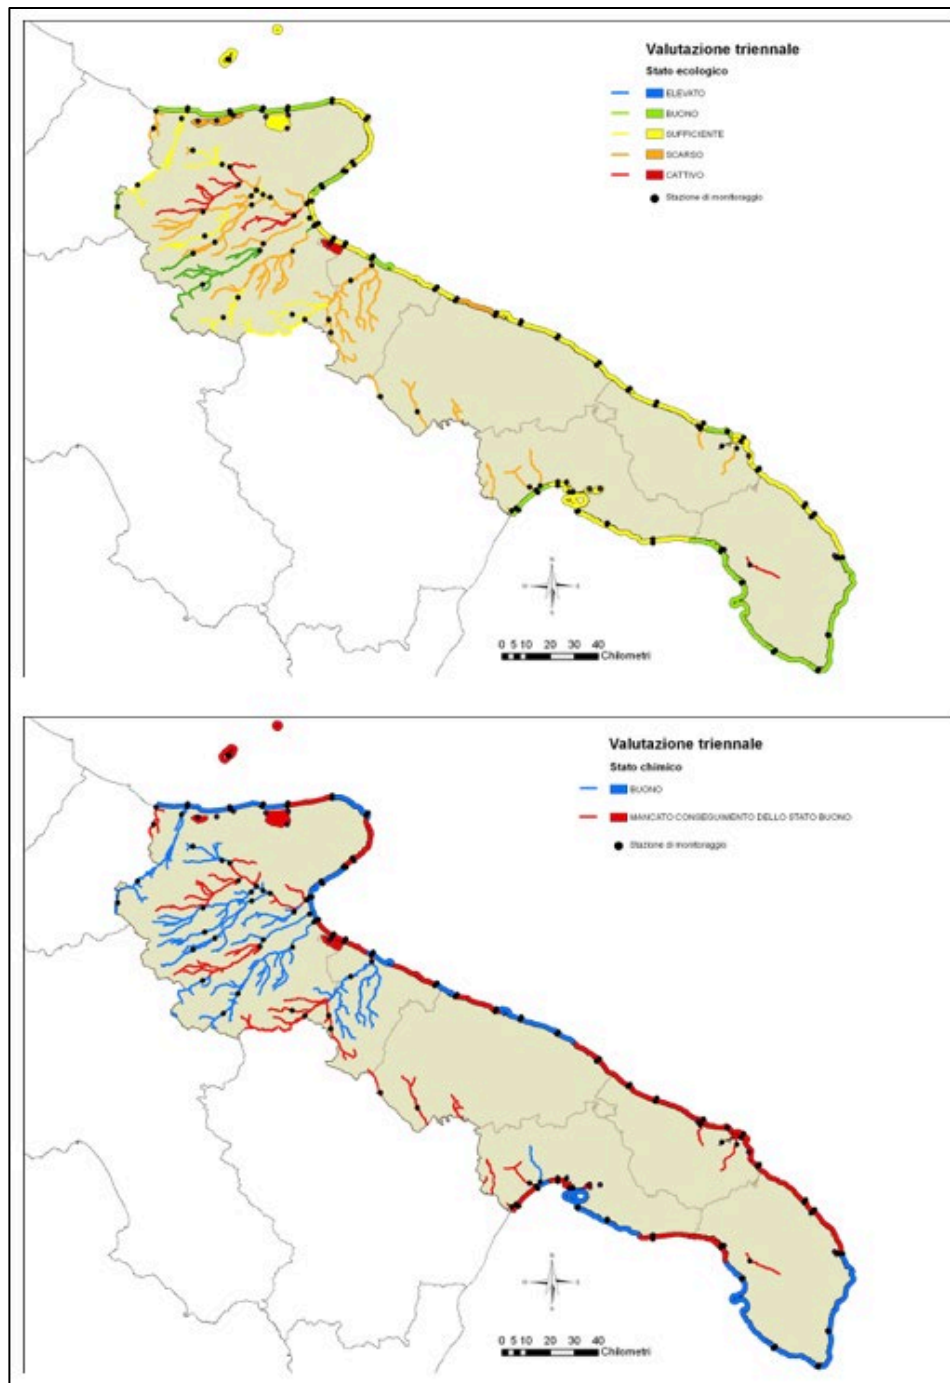 Valutazione triennale
Stato ecologico
ELEVATO
BUONO
SUFFICIENTE
SCARSO
CATTIVO
Stazione di monitoraggio
0 5 10 20 30 40
Chilometri
Valutazione triennale
Stato chimico
BUONO
MANCATO CONSEGUIMENTO DELLO STATO BUONO
Stazione di monitoraggio
0 5 10 20 30 40
Chilometri